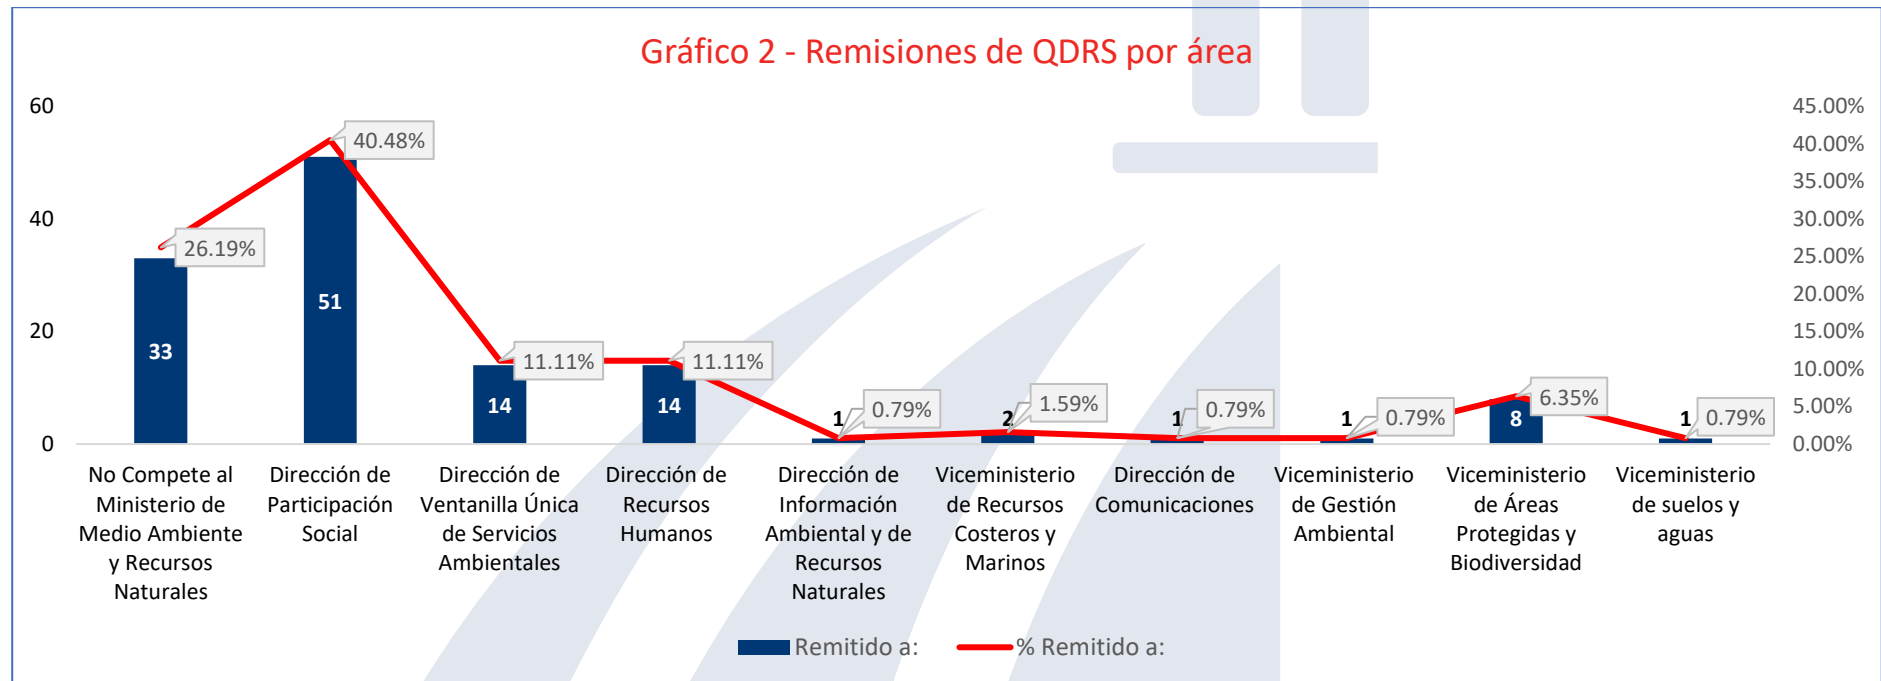 Gráfico 2 - Remisiones de QDRS por área
60
40
20
0
45.00%
40.00%
35.00%
30.00%
25.00%
20.00%
15.00%
10.00%
5.00%
0.00%
26.19%
40.48%
11.11%
11.11%
0.79%
1.59%
0.79%
0.79%
6.35%
0.79%
33
51
14
14
1
2
1
1
8
1
No Compete al
Ministerio de
Medio Ambiente
y Recursos
Naturales
Dirección de
Participación
Social
Dirección de
Ventanilla Única
de Servicios
Ambientales
Dirección de
Recursos
Humanos
Dirección de
Información
Ambiental y de
Recursos
Naturales
Viceministerio
de Recursos
Costeros y
Marinos
Dirección de
Comunicaciones
Viceministerio
de Gestión
Ambiental
Viceministerio
de Áreas
Protegidas y
Biodiversidad
Viceministerio
de suelos y
aguas
Remitido a:
% Remitido a: